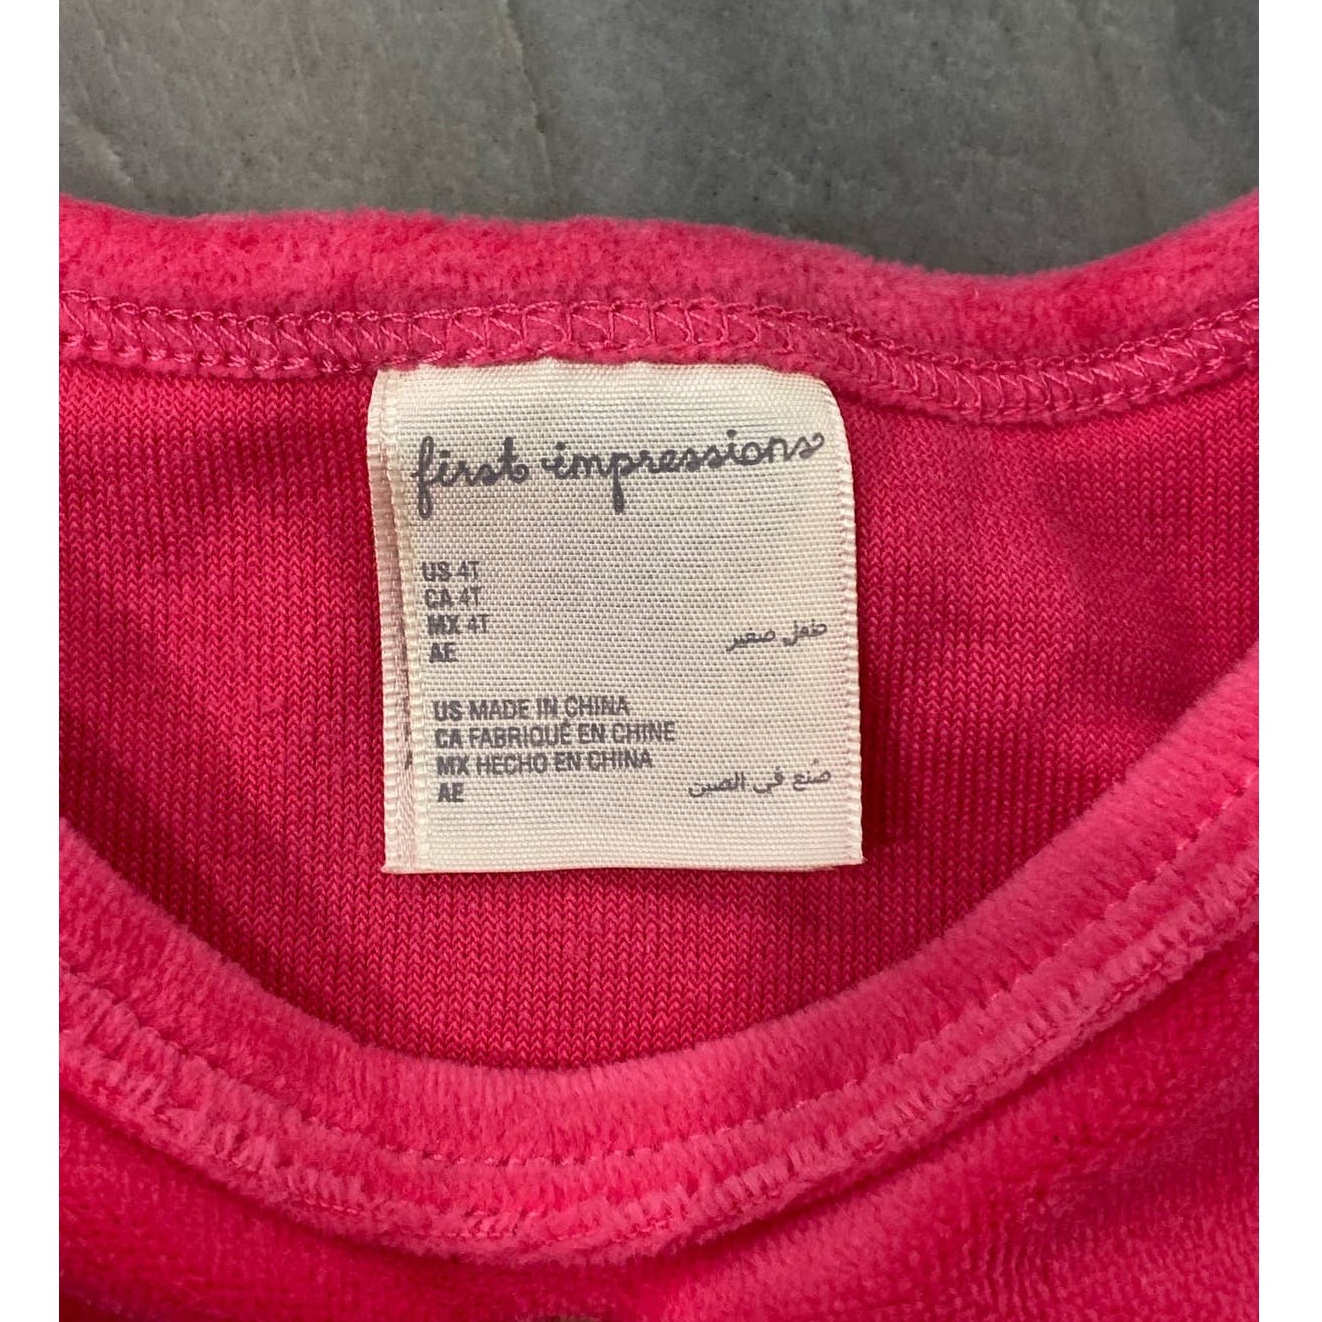 first impressions
US 4T
CA 4T
MX 4T
AE طفل صغير
US MADE IN CHINA
CA FABRIQUÉ EN CHINE
MX HECHO EN CHINA
AE صُنع في الصين